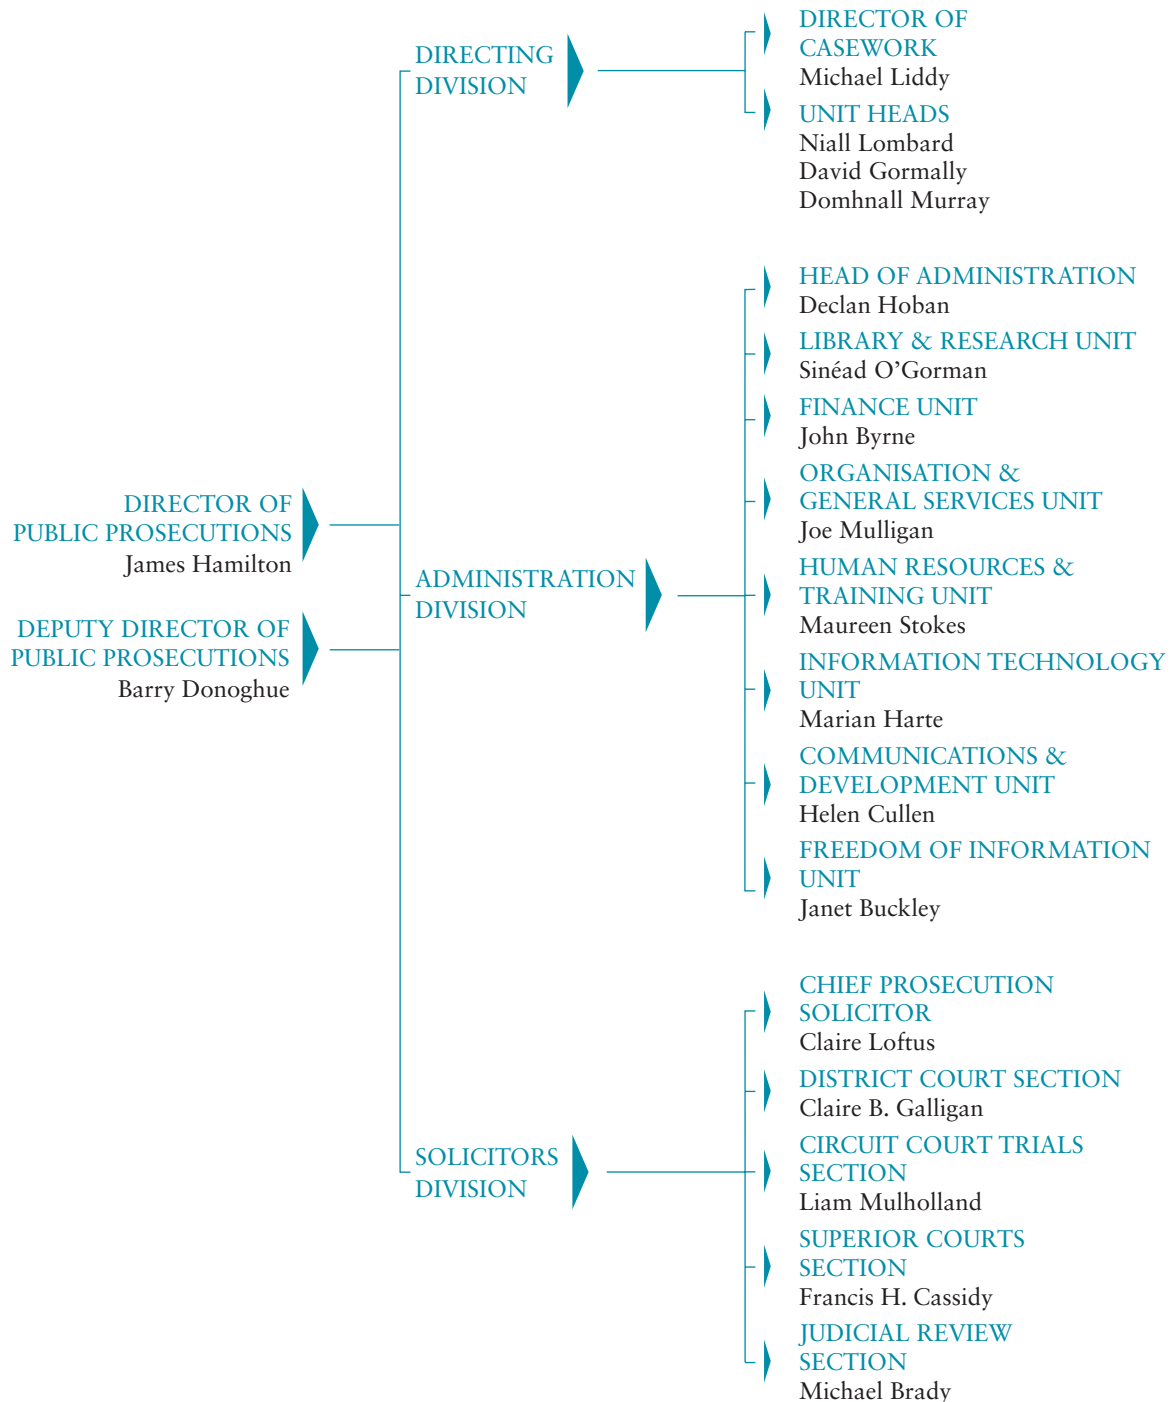 DIRECTOR OF
PUBLIC PROSECUTIONS
James Hamilton
DEPUTY DIRECTOR OF
PUBLIC PROSECUTIONS
Barry Donoghue
DIRECTING
DIVISION
DIRECTOR OF
CASEWORK
Michael Liddy
UNIT HEADS
Niall Lombard
David Gormally
Domhnall Murray
ADMINISTRATION
DIVISION
HEAD OF ADMINISTRATION
Declan Hoban
LIBRARY & RESEARCH UNIT
Sinéad O’Gorman
FINANCE UNIT
John Byrne
ORGANISATION &
GENERAL SERVICES UNIT
Joe Mulligan
HUMAN RESOURCES &
TRAINING UNIT
Maureen Stokes
INFORMATION TECHNOLOGY
UNIT
Marian Harte
COMMUNICATIONS &
DEVELOPMENT UNIT
Helen Cullen
FREEDOM OF INFORMATION
UNIT
Janet Buckley
SOLICITORS
DIVISION
CHIEF PROSECUTION
SOLICITOR
Claire Loftus
DISTRICT COURT SECTION
Claire B. Galligan
CIRCUIT COURT TRIALS
SECTION
Liam Mulholland
SUPERIOR COURTS
SECTION
Francis H. Cassidy
JUDICIAL REVIEW
SECTION
Michael Brady